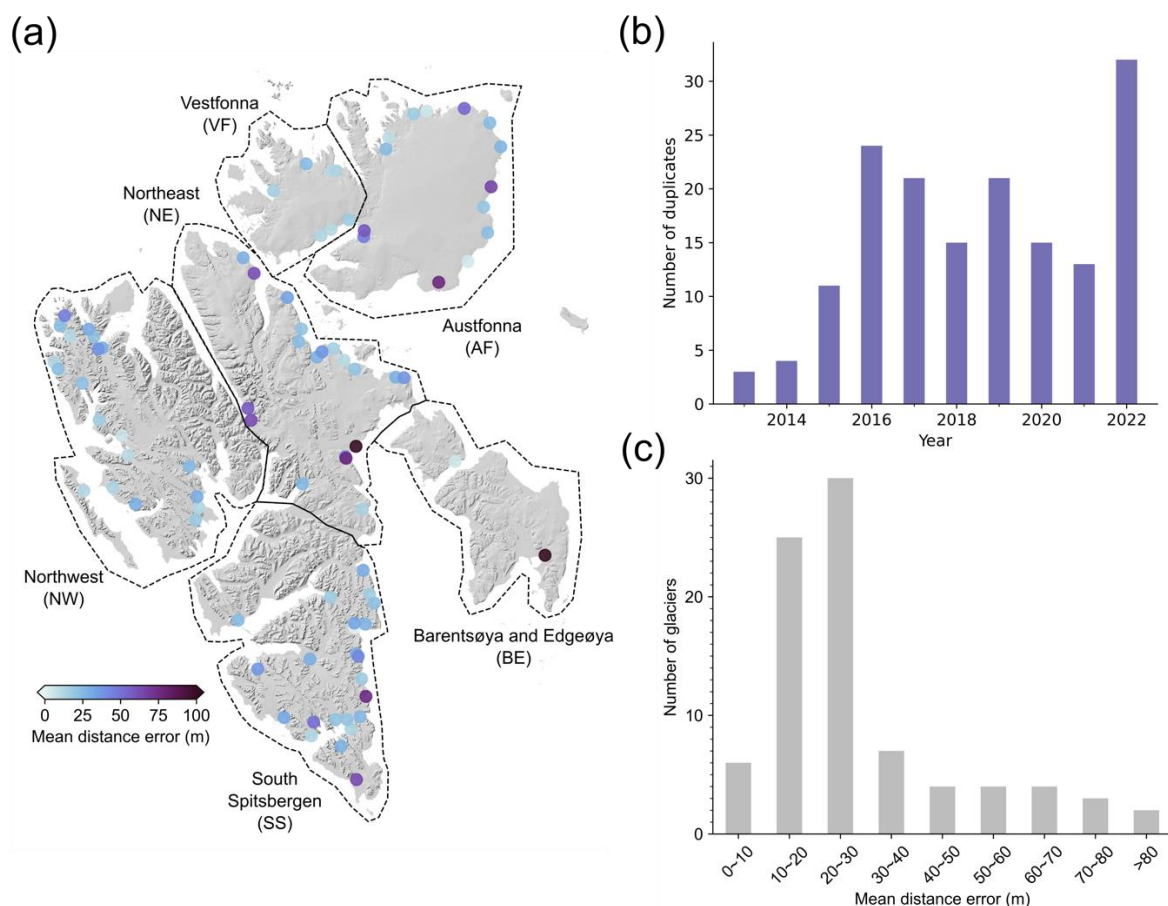 (a)
Vestfonna
(VF)
Northeast
(NE)
Austfonna
(AF)
Northwest
(NW)
Barentsøya and Edgeøya
(BE)
0 25 50 75 100
Mean distance error (m)
South
Spitsbergen
(SS)
(b)
Number of duplicates
30
25
20
15
10
5
0
2014 2016 2018 2020 2022
Year
(c)
Number of glaciers
30
20
10
0
0~10 10~20 20~30 30~40 40~50 50~60 60~70 70~80 >80
Mean distance error (m)